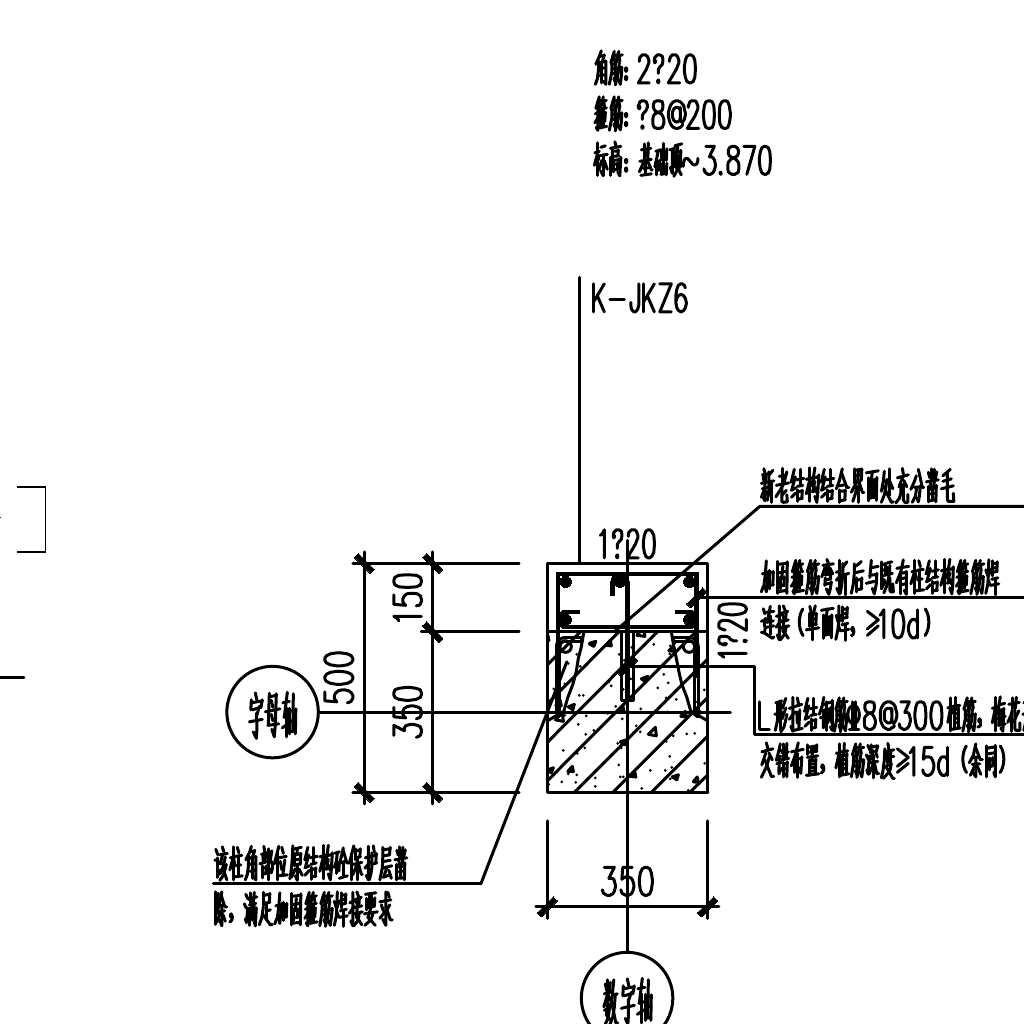 角筋: 2?20
箍筋: ?8@200
标高: 基础顶~3.870
K-JKZ6
新老结构结合界面处充分凿毛
1?20
加固箍筋弯折后与既有柱结构箍筋焊
连接(单面焊, ≥10d)
150
1?20
500
350
字母轴
L形拉结钢筋Φ8@300植筋, 梅花
交错布置, 植筋深度≥15d (余同)
该柱角部位原结构砼保护层凿
除, 满足加固箍筋焊接要求
350
数字轴